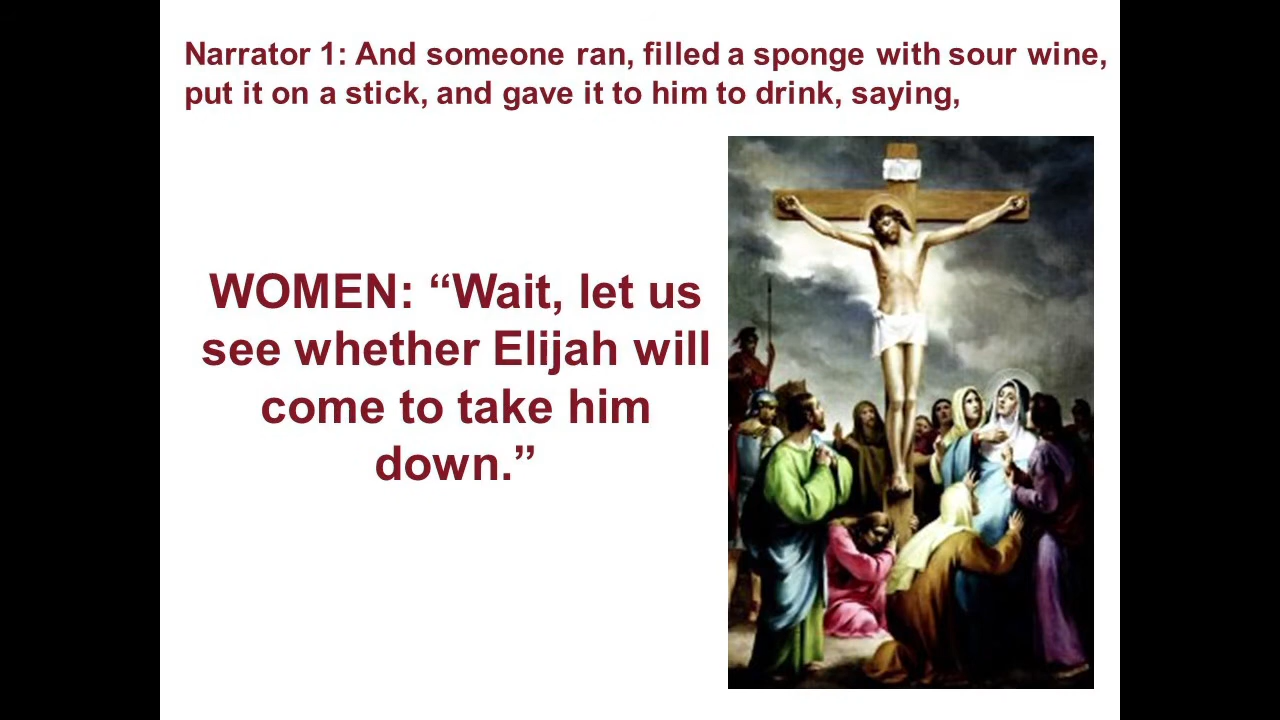 Narrator 1: And someone ran, filled a sponge with sour wine,
put it on a stick, and gave it to him to drink, saying,
WOMEN: “Wait, let us
see whether Elijah will
come to take him
down.”